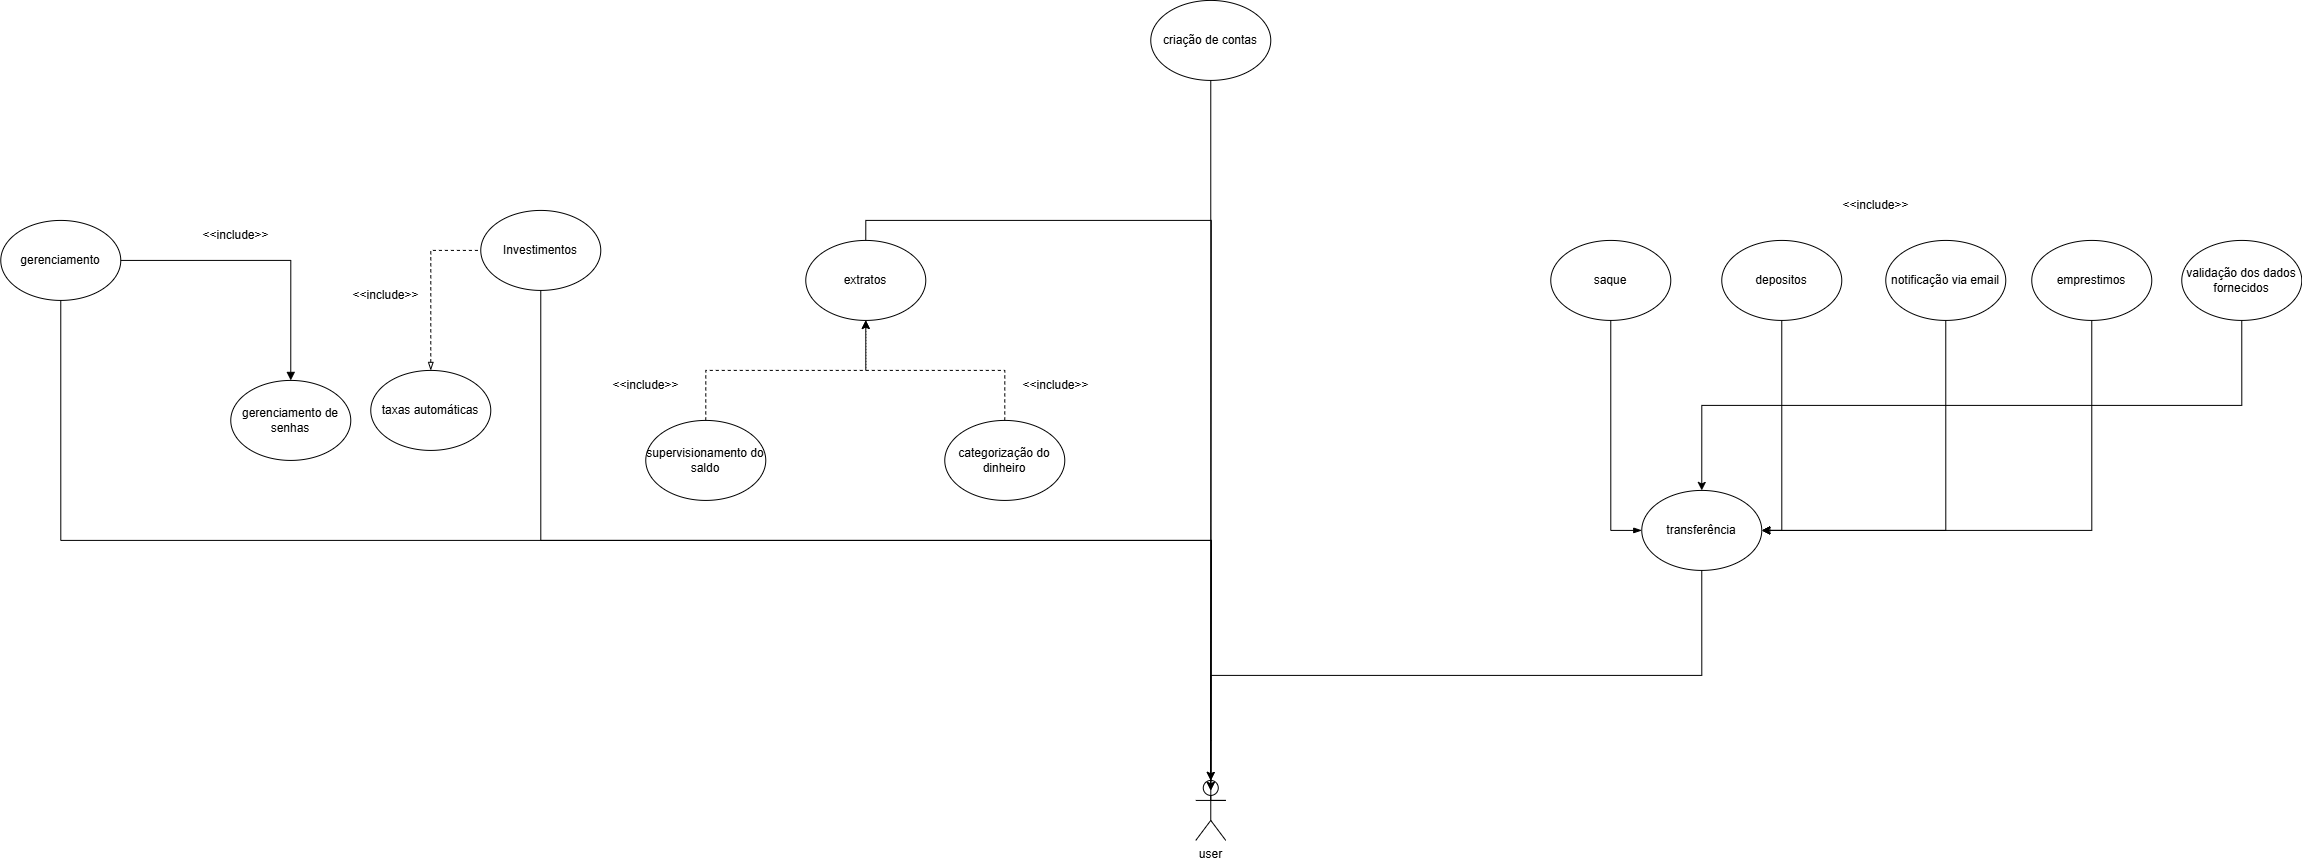 criação de contas
<<include>>
<<include>>
gerenciamento
Investimentos
extratos
saque
depositos
notificação via email
emprestimos
validação dos dados
fornecidos
<<include>>
<<include>>
<<include>>
gerenciamento de
senhas
taxas automáticas
supervisionamento do
saldo
categorização do
dinheiro
transferência
user